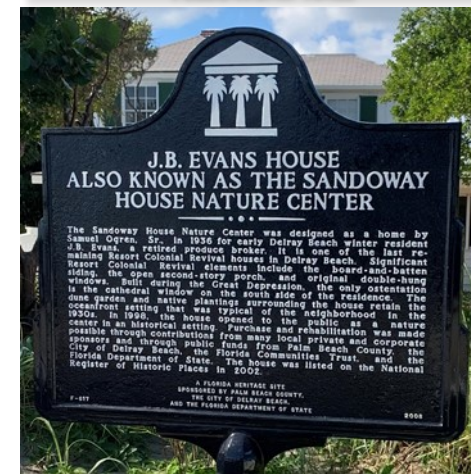 J.B. EVANS HOUSE
ALSO KNOWN AS THE SANDOWAY
HOUSE NATURE CENTER
The Sandoway House Nature Center was designed as a home by
Samuel Ogren, Sr., in 1936 for early Delray Beach winter resident
J.B. Evans, a retired produce broker. It is one of the last re-
maining Resort Colonial Revival houses in Delray Beach. Significant
Resort Colonial Revival elements include the board-and-batten
siding, the open second-story porch, and original double-hung
windows. Built during the Great Depression, the only ostentation
is the cathedral window on the south side of the residence. The
dune garden and native plantings surrounding the house retain the
oceanfront setting that was typical of the neighborhood in the
1930s. In 1998, the house opened to the public as a nature
center in an historical setting. Purchase and rehabilitation was made
possible through contributions from many local private and corporate
sponsors and through public funds from Palm Beach County, the
City of Delray Beach, the Florida Communities Trust, and the
Florida Department of State. The house was listed on the National
Register of Historic Places in 2002.
A FLORIDA HERITAGE SITE
SPONSORED BY PALM BEACH COUNTY,
THE CITY OF DELRAY BEACH,
AND THE FLORIDA DEPARTMENT OF STATE
F-677
2008